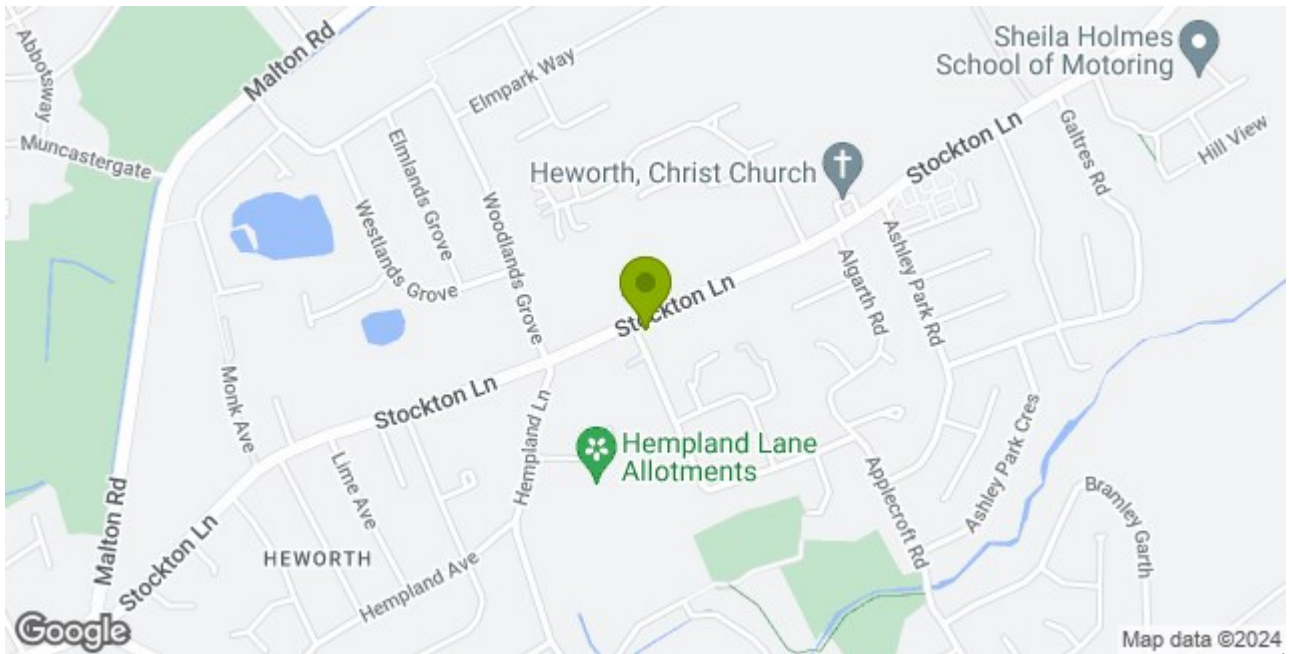 Abbotsway
Malton Rd
Muncastergate
Elmpark Way
Sheila Holmes
School of Motoring
Stockton Ln
Galtres Rd
Hill View
Heworth, Christ Church
Elmlands Grove
Westlands Grove
Woodlands Grove
Algarth Rd
Ashley Park Rd
Stockton Ln
Monk Ave
Stockton Ln
Hempland Ln
Hempland Lane
Allotments
Lime Ave
Applecroft Rd
Ashley Park Cres
Bramley Garth
Malton Rd
Stockton Ln
HEWORTH
Hempland Ave
Google
Map data ©2024